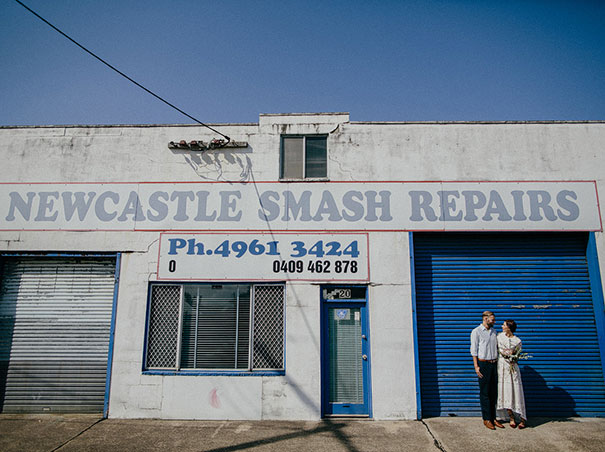 NEWCASTLE SMASH REPAIRS
Ph.4961 3424
0 0409 462 878
20